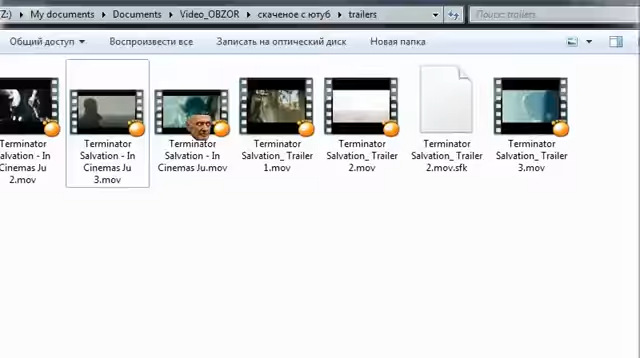 Z:) ▸ My documents ▸ Documents ▸ Video_OBZOR ▸ скаченое с ютуб ▸ trailers
Поиск: trailers
Общий доступ Воспроизвести все Записать на оптический диск Новая папка
Terminator
Salvation - In
Cinemas Ju
2.mov
Terminator
Salvation - In
Cinemas Ju
3.mov
Terminator
Salvation - In
Cinemas Ju.mov
Terminator
Salvation_ Trailer
1.mov
Terminator
Salvation_ Trailer
2.mov
Terminator
Salvation_ Trailer
2.mov.sfk
Terminator
Salvation_ Trailer
3.mov